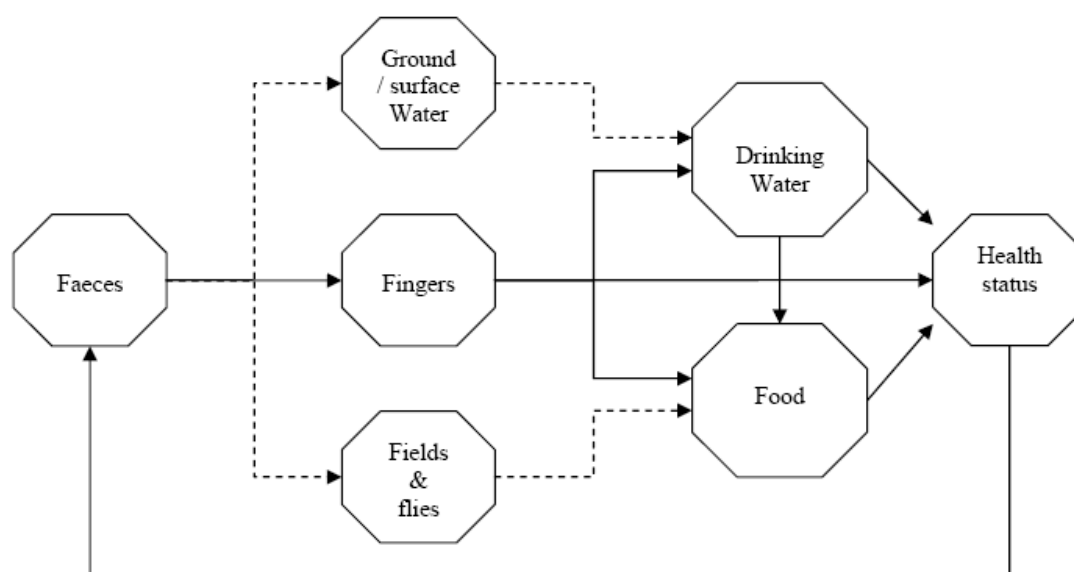 Ground
/ surface
Water
Drinking
Water
Faeces
Fingers
Health
status
Food
Fields
&
flies